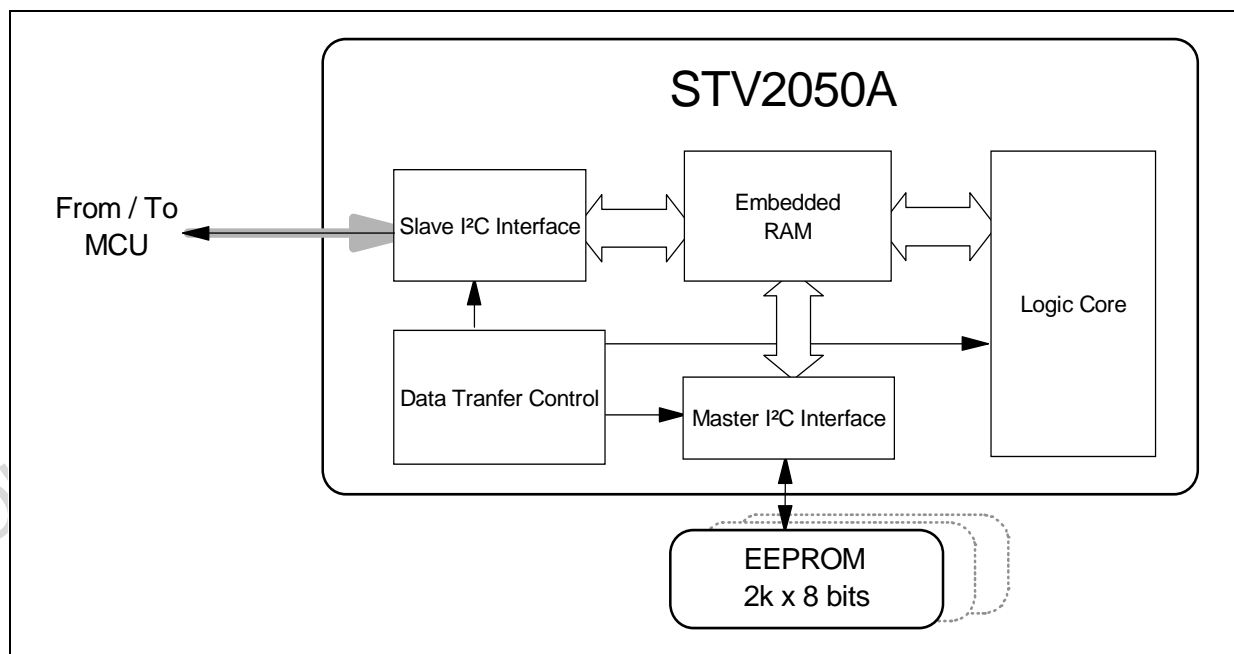 STV2050A
From / To
MCU
Slave I²C Interface
Embedded
RAM
Logic Core
Data Tranfer Control
Master I²C Interface
EEPROM
2k x 8 bits